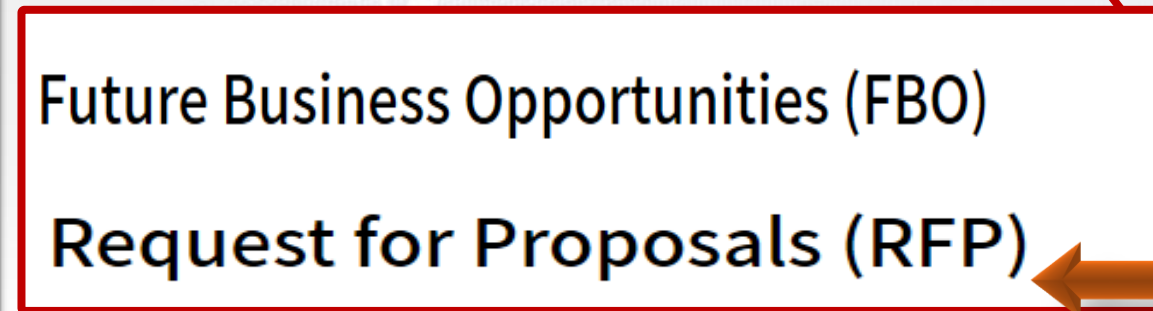 Future Business Opportunities (FBO)
Request for Proposals (RFP)